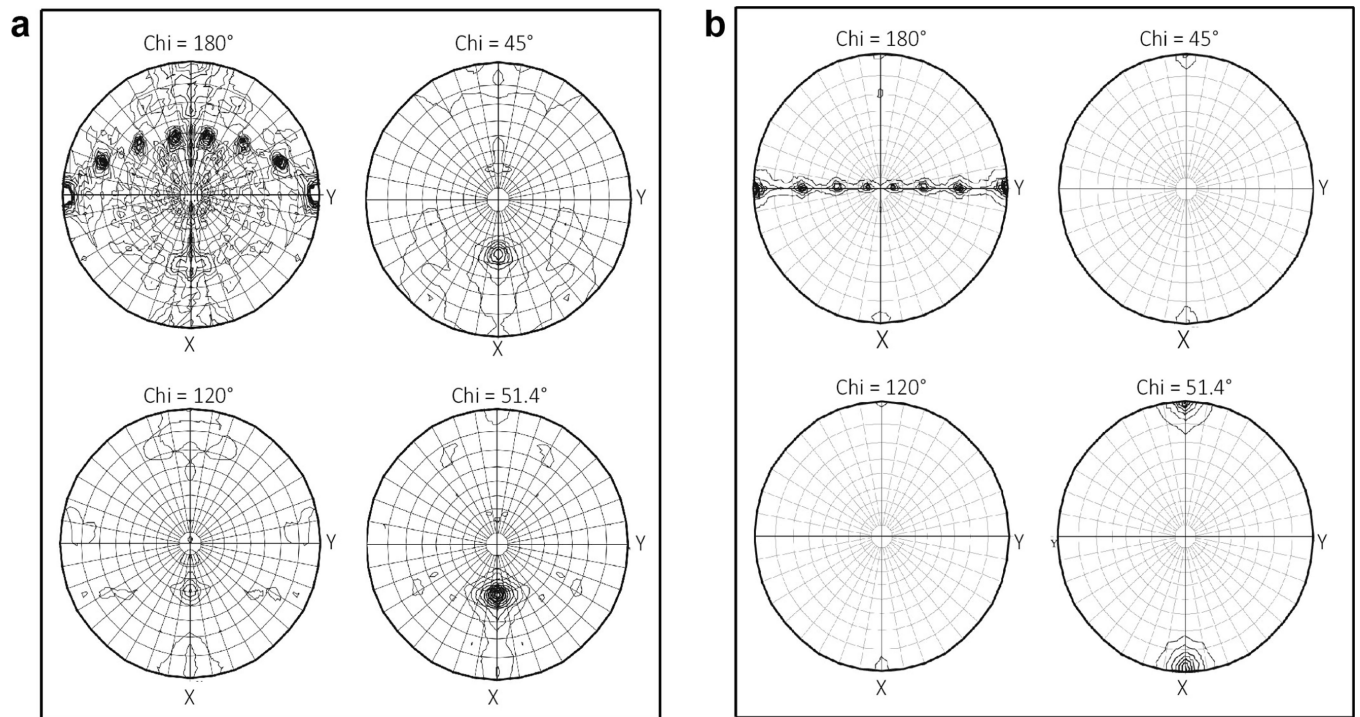 a
Chi = 180°
Chi = 45°
Y
Y
X
X
Chi = 120°
Chi = 51.4°
Y
Y
X
X
b
Chi = 180°
Chi = 45°
Y
Y
X
X
Chi = 120°
Chi = 51.4°
Y
Y
Y
X
X